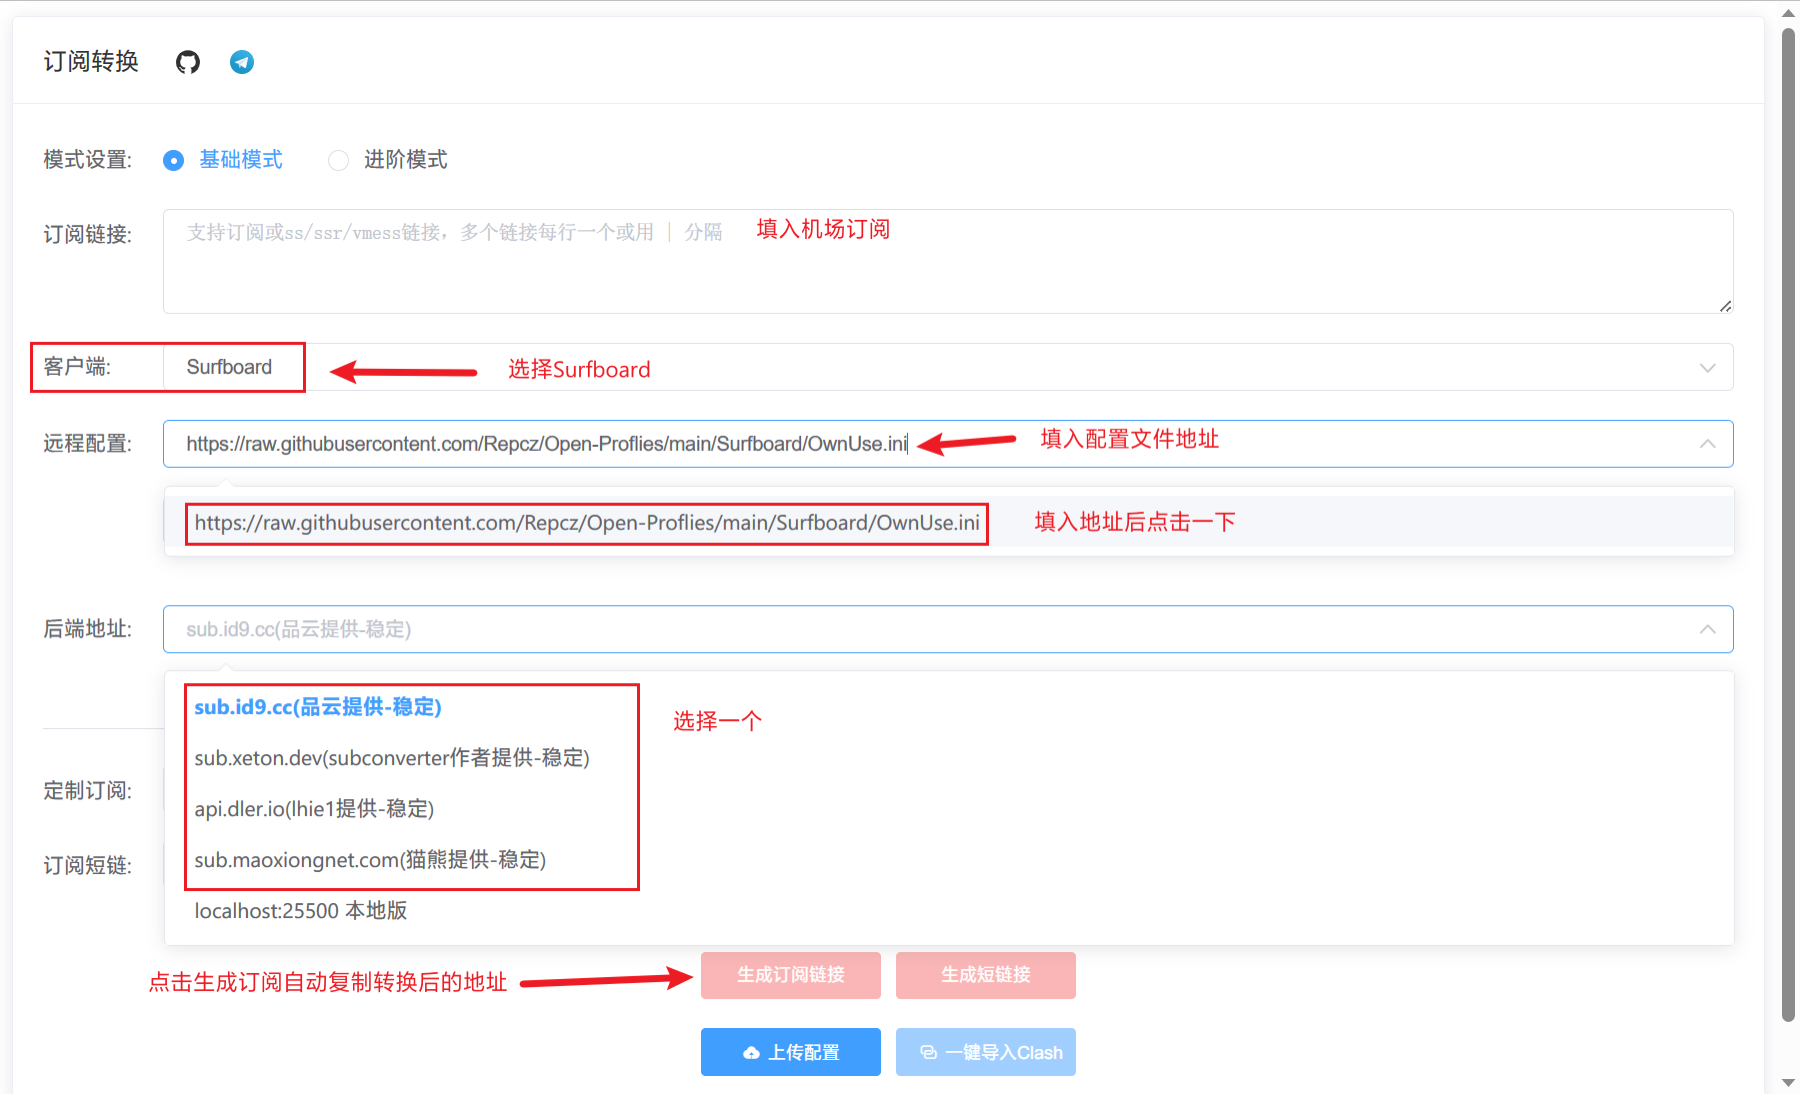 订阅转换
模式设置: 基础模式 进阶模式
订阅链接: 支持订阅或ss/ssr/vmess链接，多个链接每行一个或用 | 分隔 填入机场订阅
客户端: Surfboard 选择Surfboard
远程配置: https://raw.githubusercontent.com/Repcz/Open-Proflies/main/Surfboard/OwnUse.ini 填入配置文件地址
https://raw.githubusercontent.com/Repcz/Open-Proflies/main/Surfboard/OwnUse.ini 填入地址后点击一下
后端地址: sub.id9.cc(品云提供-稳定)
sub.id9.cc(品云提供-稳定) 选择一个
sub.xeton.dev(subconverter作者提供-稳定)
定制订阅:
api.dler.io(lhie1提供-稳定)
订阅短链: sub.maoxiongnet.com(猫熊提供-稳定)
localhost:25500 本地版
点击生成订阅自动复制转换后的地址 生成订阅链接 生成短链接
上传配置 一键导入Clash